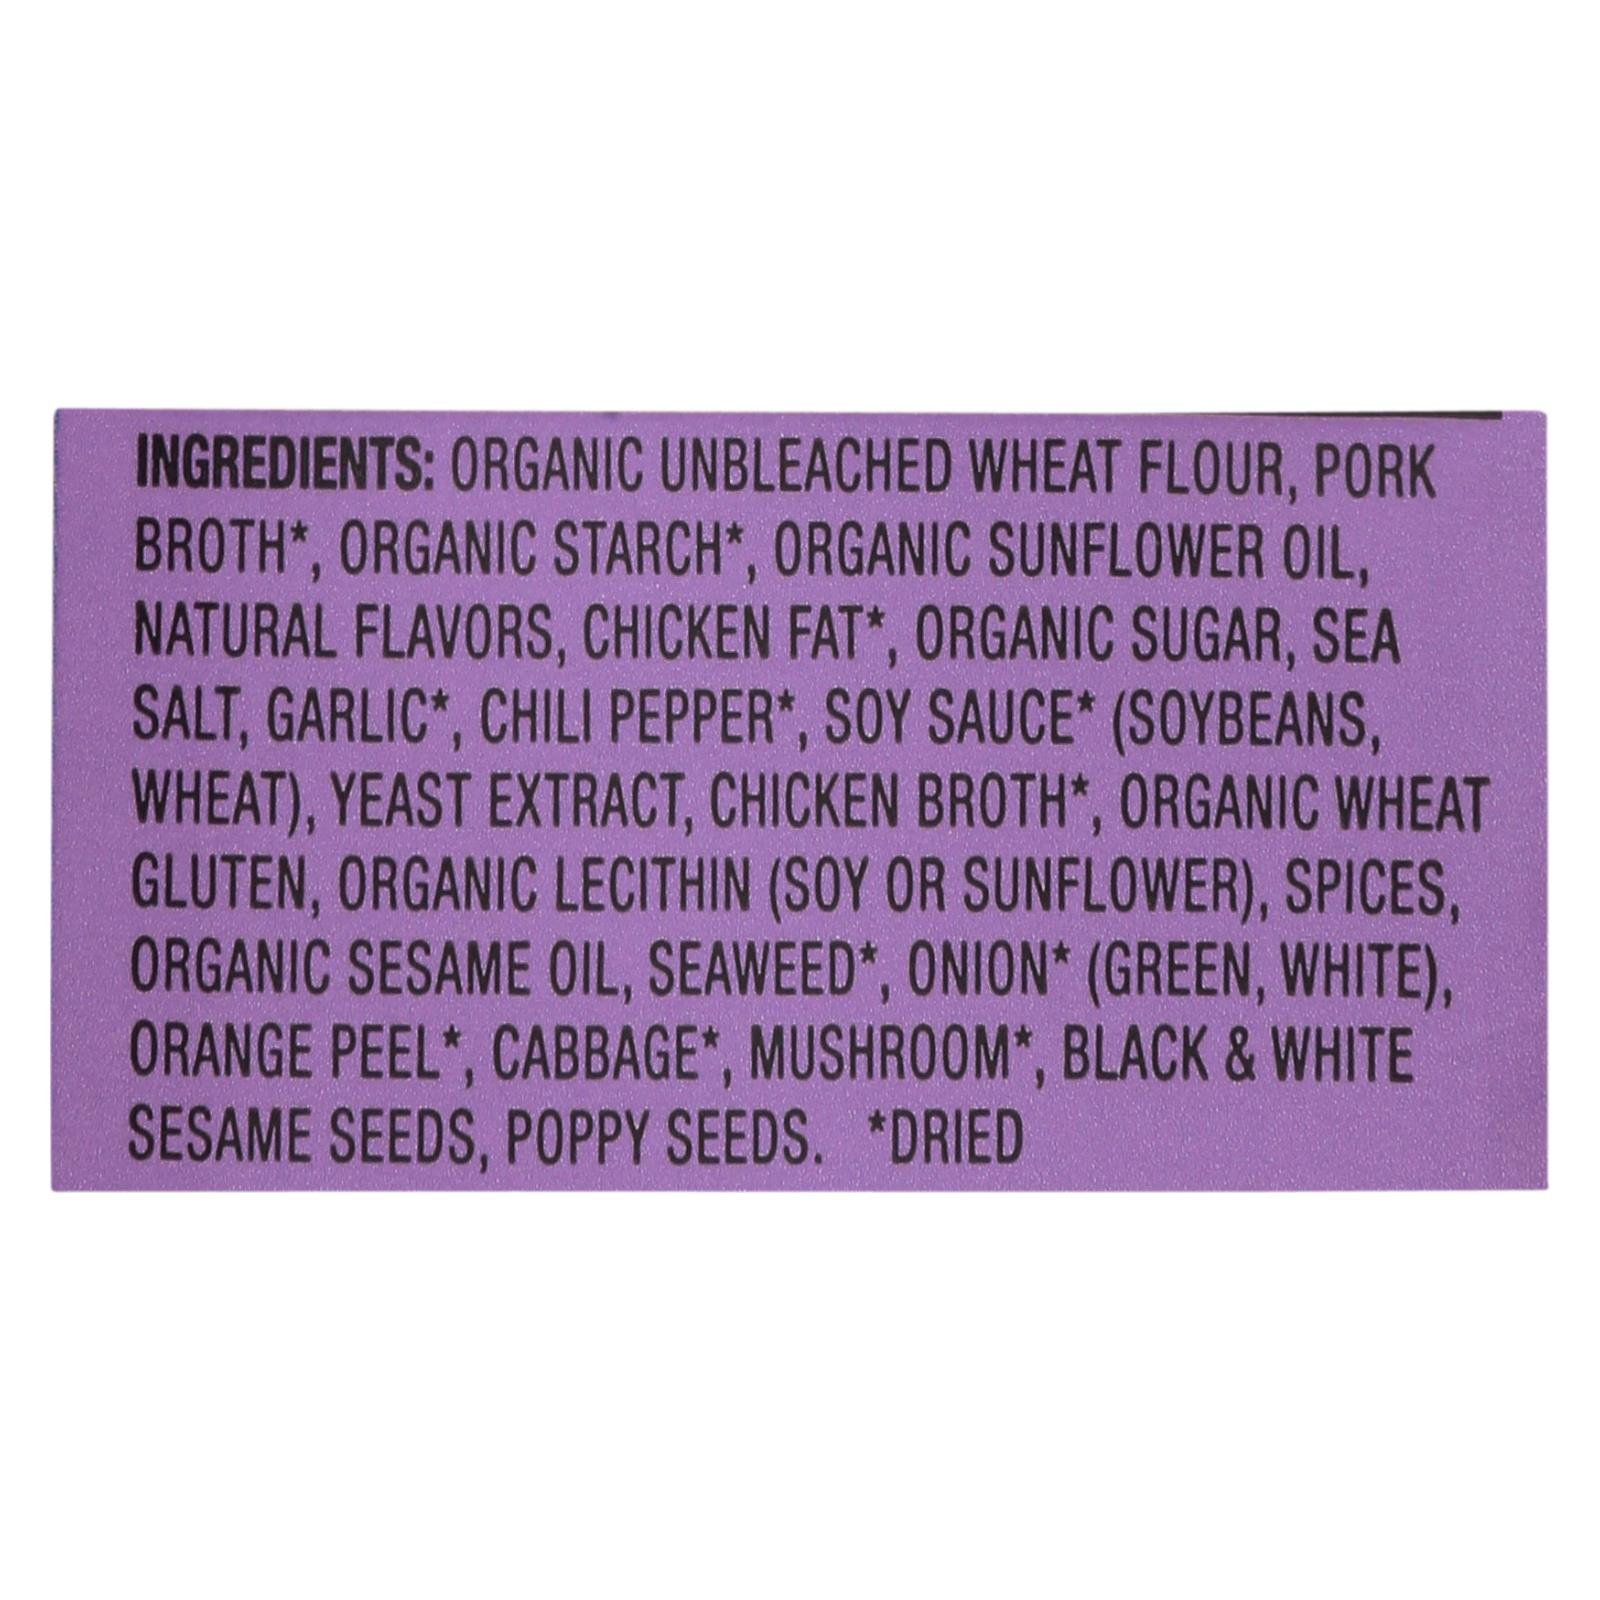 INGREDIENTS: ORGANIC UNBLEACHED WHEAT FLOUR, PORK
BROTH*, ORGANIC STARCH*, ORGANIC SUNFLOWER OIL,
NATURAL FLAVORS, CHICKEN FAT*, ORGANIC SUGAR, SEA
SALT, GARLIC*, CHILI PEPPER*, SOY SAUCE* (SOYBEANS,
WHEAT), YEAST EXTRACT, CHICKEN BROTH*, ORGANIC WHEAT
GLUTEN, ORGANIC LECITHIN (SOY OR SUNFLOWER), SPICES,
ORGANIC SESAME OIL, SEAWEED*, ONION* (GREEN, WHITE),
ORANGE PEEL*, CABBAGE*, MUSHROOM*, BLACK & WHITE
SESAME SEEDS, POPPY SEEDS. *DRIED